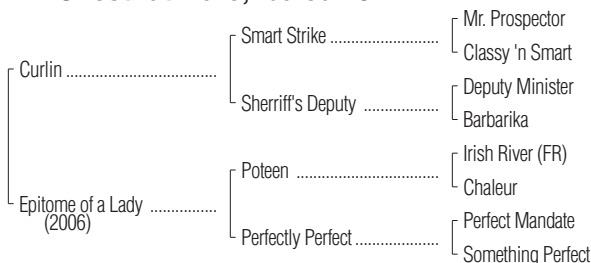 Mr. Prospector
Smart Strike ....................
Classy 'n Smart
Curlin ............................
Deputy Minister
Sherriff's Deputy ..............
Barbarika
Irish River (FR)
Poteen ..........................
Chaleur
Epitome of a Lady ............
(2006)
Perfect Mandate
Perfectly Perfect ...............
Something Perfect